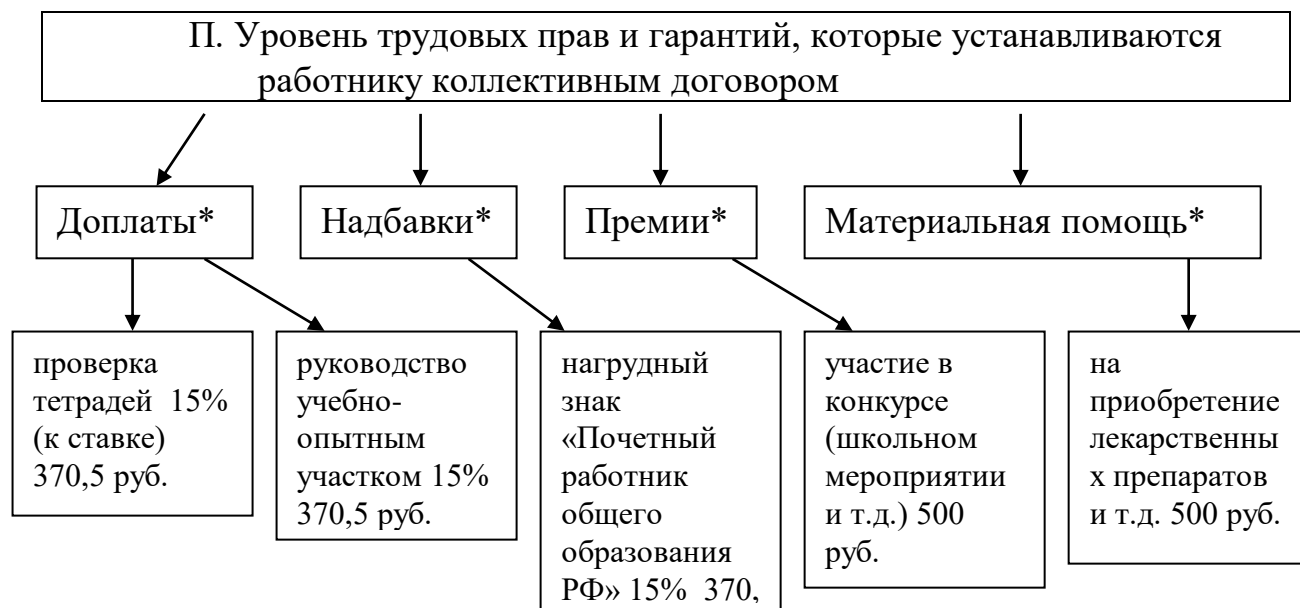 П. Уровень трудовых прав и гарантий, которые устанавливаются
работнику коллективным договором
Доплаты*
Надбавки*
Премии*
Материальная помощь*
проверка
тетрадей 15%
(к ставке)
370,5 руб.
руководство
учебно-
опытным
участком 15%
370,5 руб.
нагрудный
знак
«Почетный
работник
общего
образования
РФ» 15% 370,
участие в
конкурсе
(школьном
мероприятии
и т.д.) 500
руб.
на
приобретение
лекарственны
х препаратов
и т.д. 500 руб.